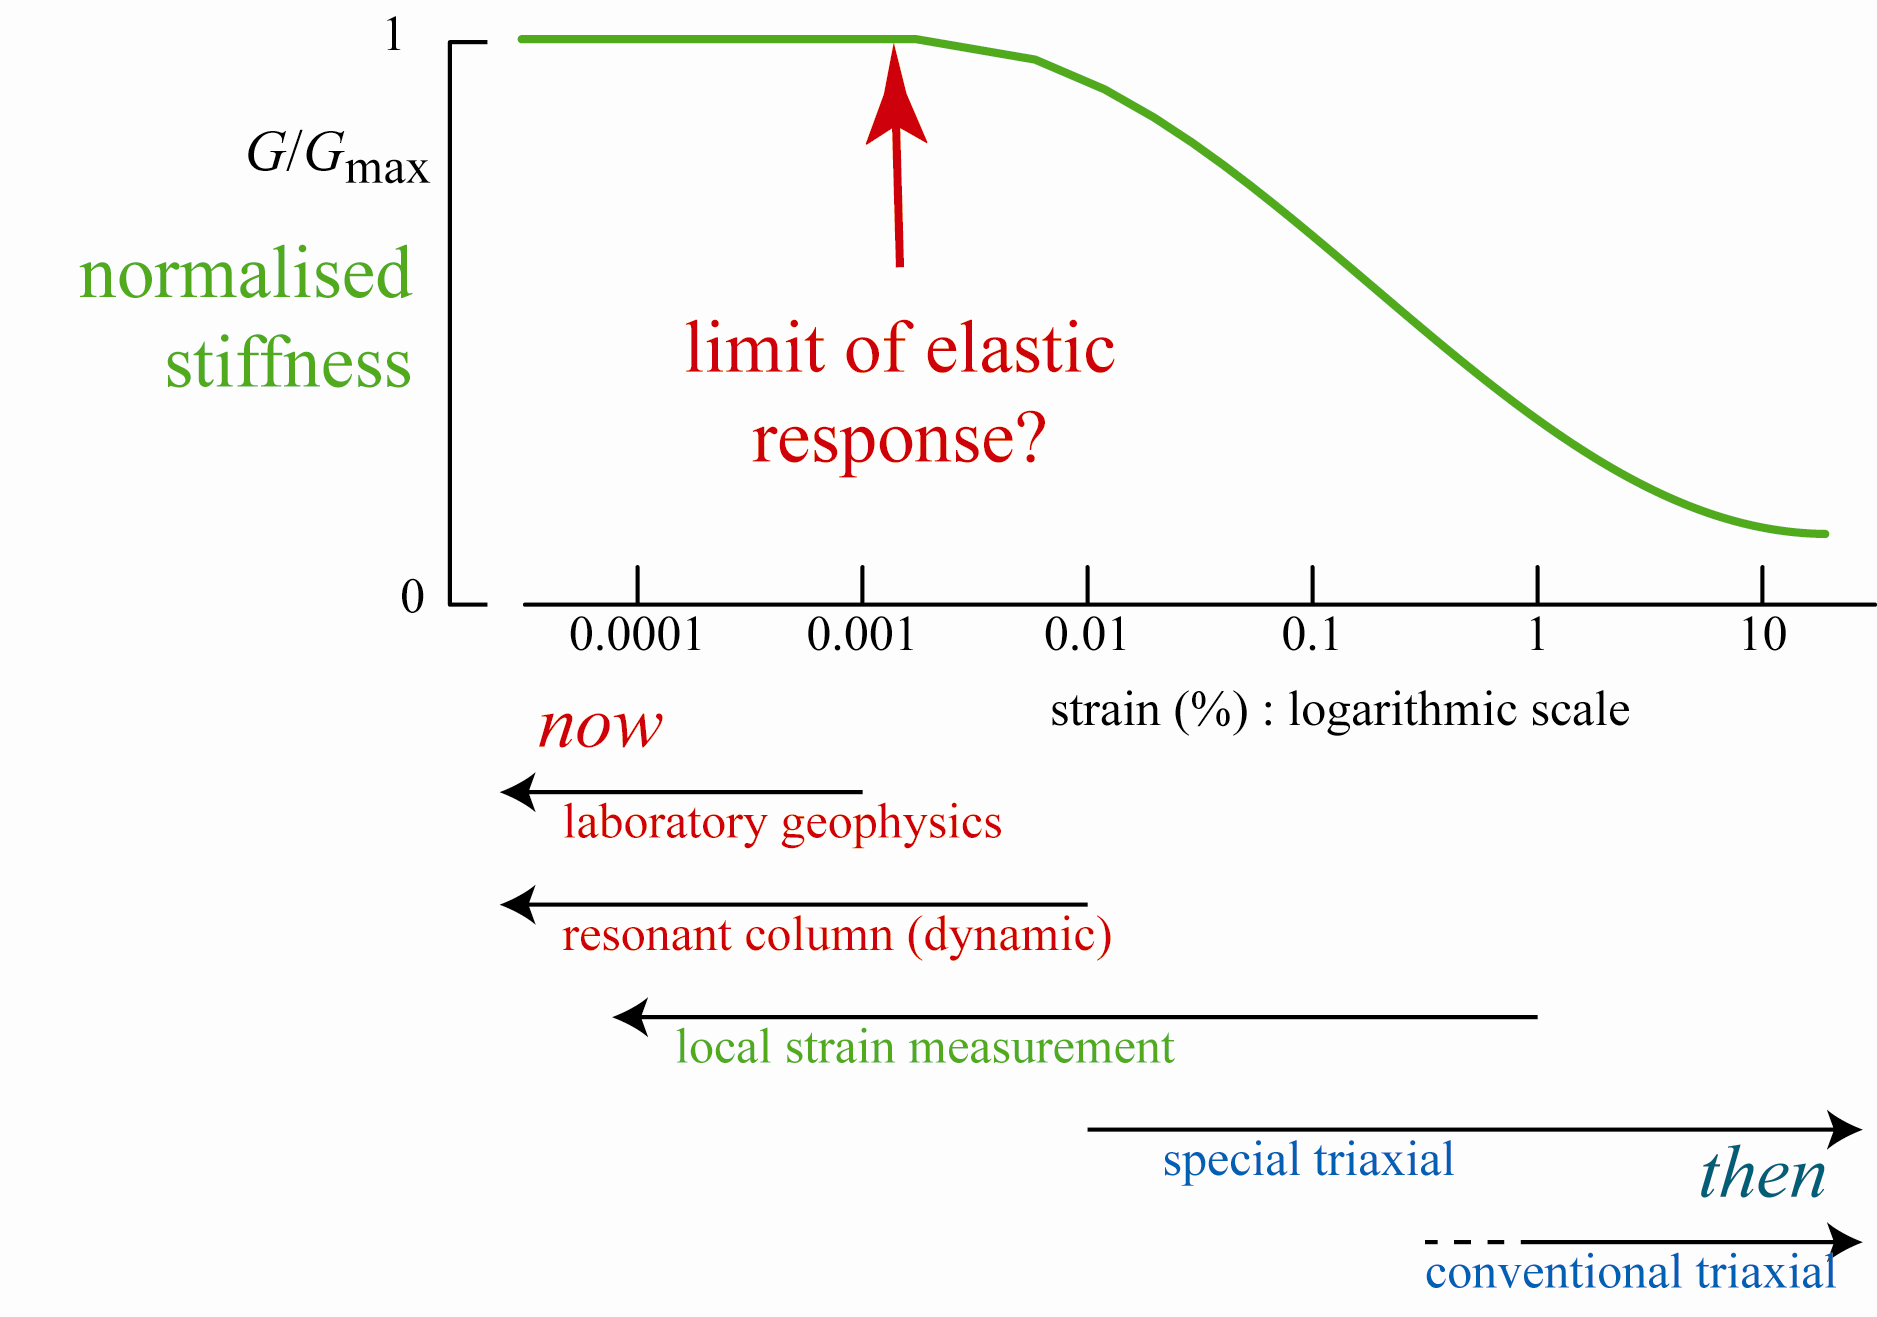 1
G/Gmax
normalised
stiffness
limit of elastic
response?
0
0.0001 0.001 0.01 0.1 1 10
strain (%) : logarithmic scale
now
laboratory geophysics
resonant column (dynamic)
local strain measurement
special triaxial
then
conventional triaxial